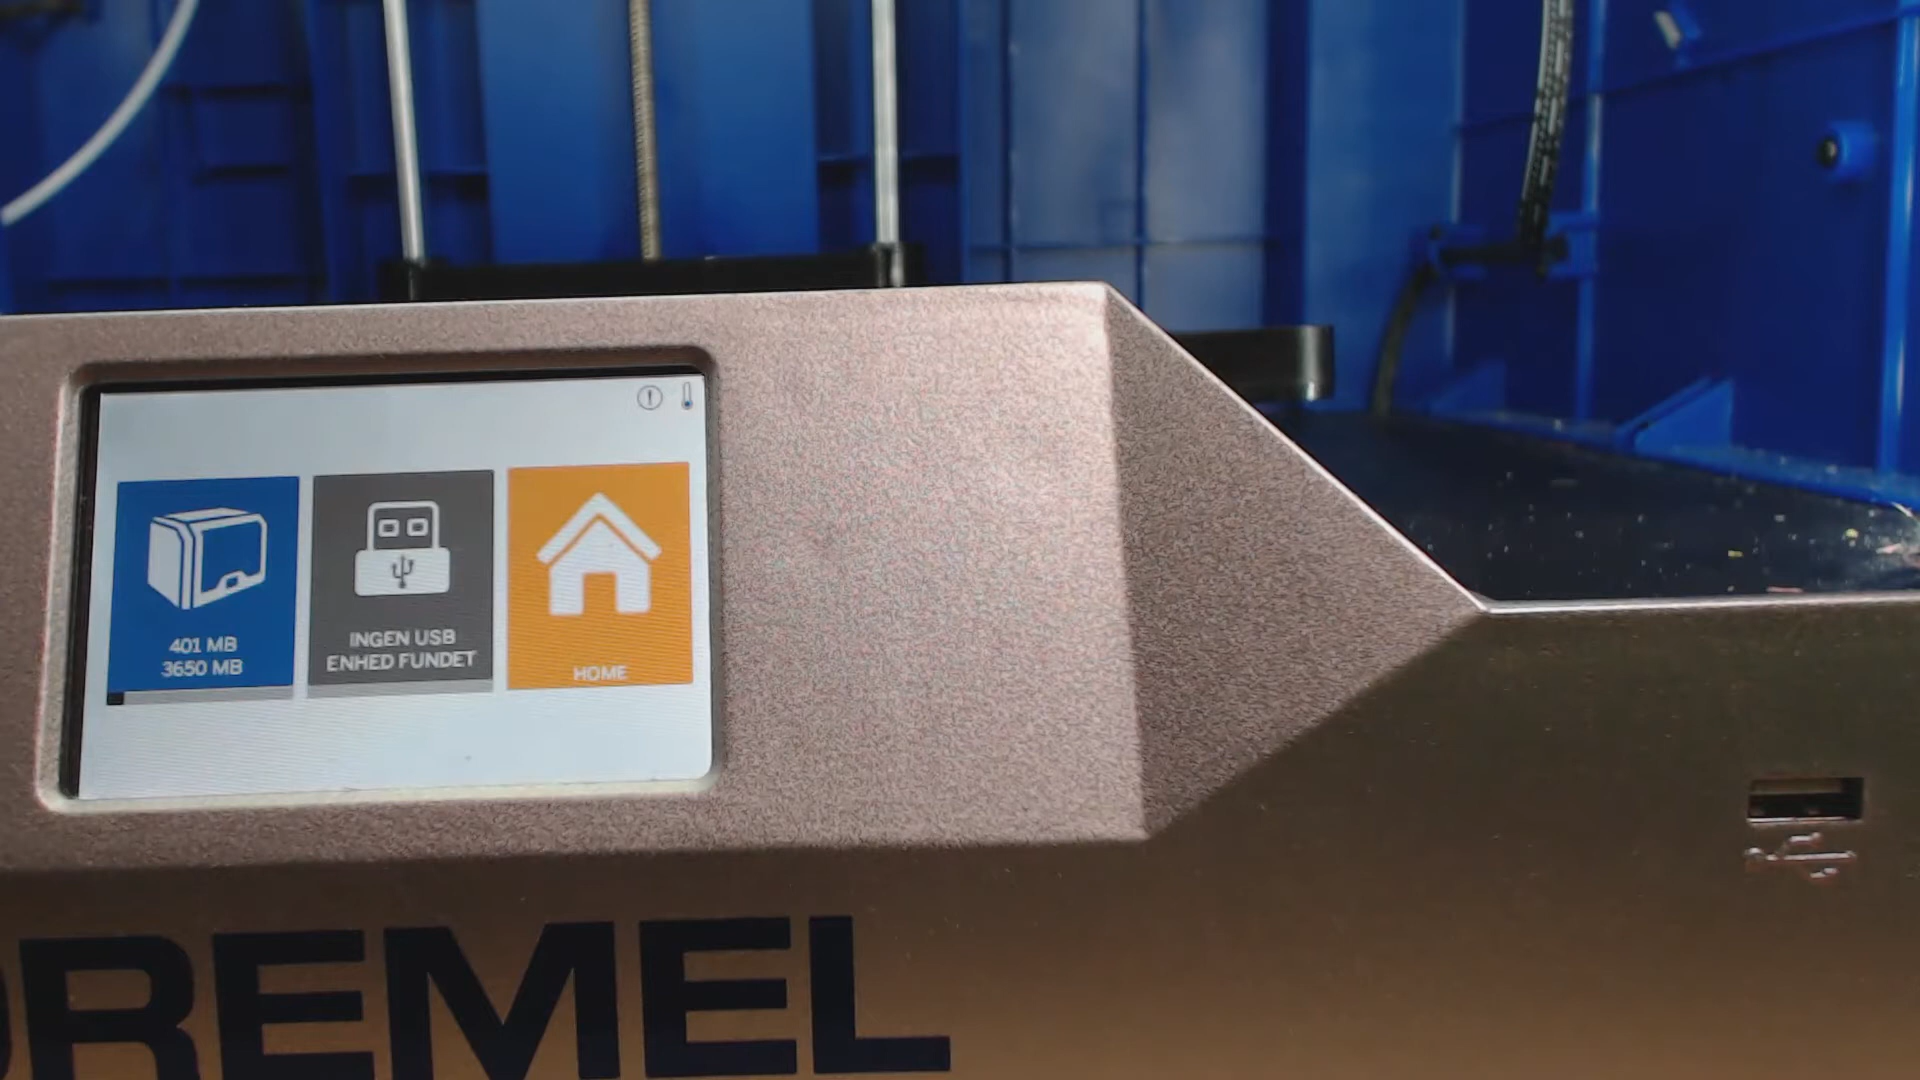 401 MB
3650 MB
INGEN USB
ENHED FUNDET
HOME
DREMEL